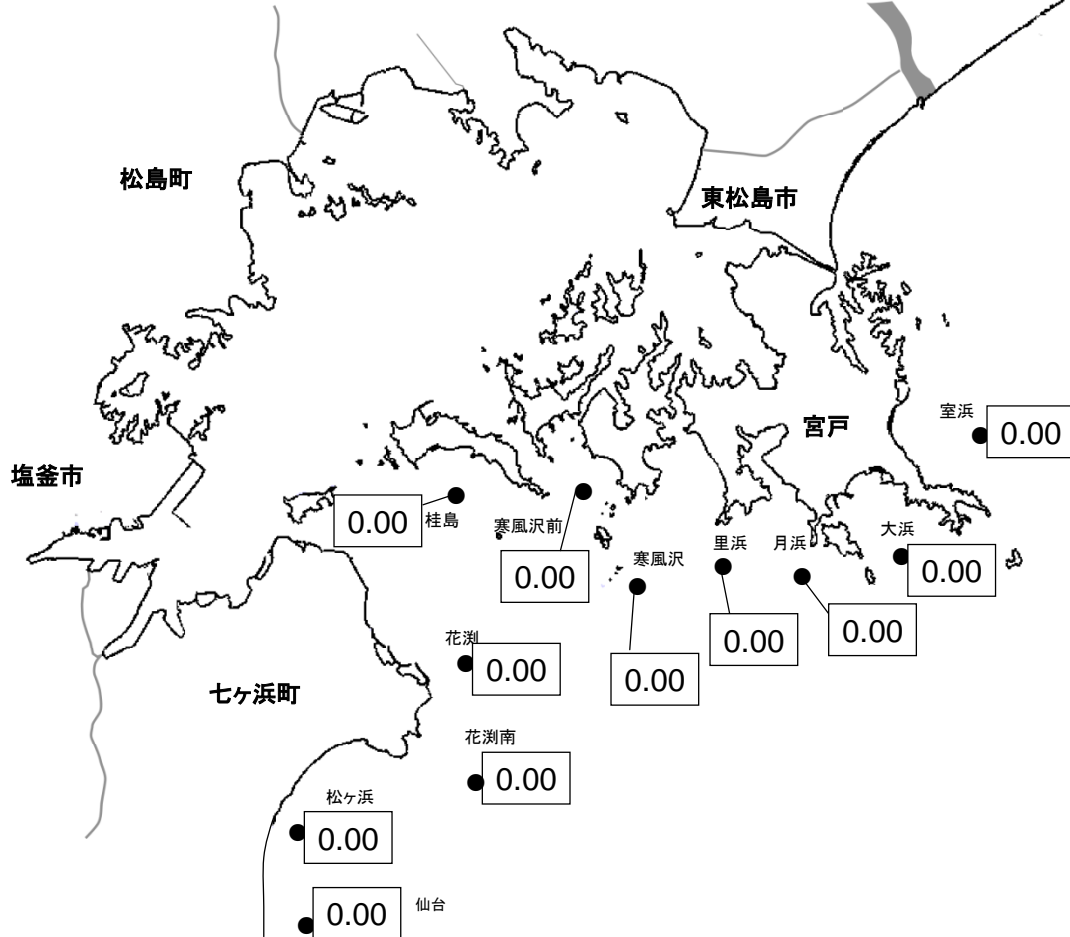 松島町
東松島市
宮戸
室浜
0.00
塩釜市
0.00
桂島
寒風沢前
0.00
寒風沢
0.00
里浜
0.00
月浜
0.00
大浜
0.00
花渕
0.00
七ヶ浜町
花渕南
0.00
松ヶ浜
0.00
0.00
仙台